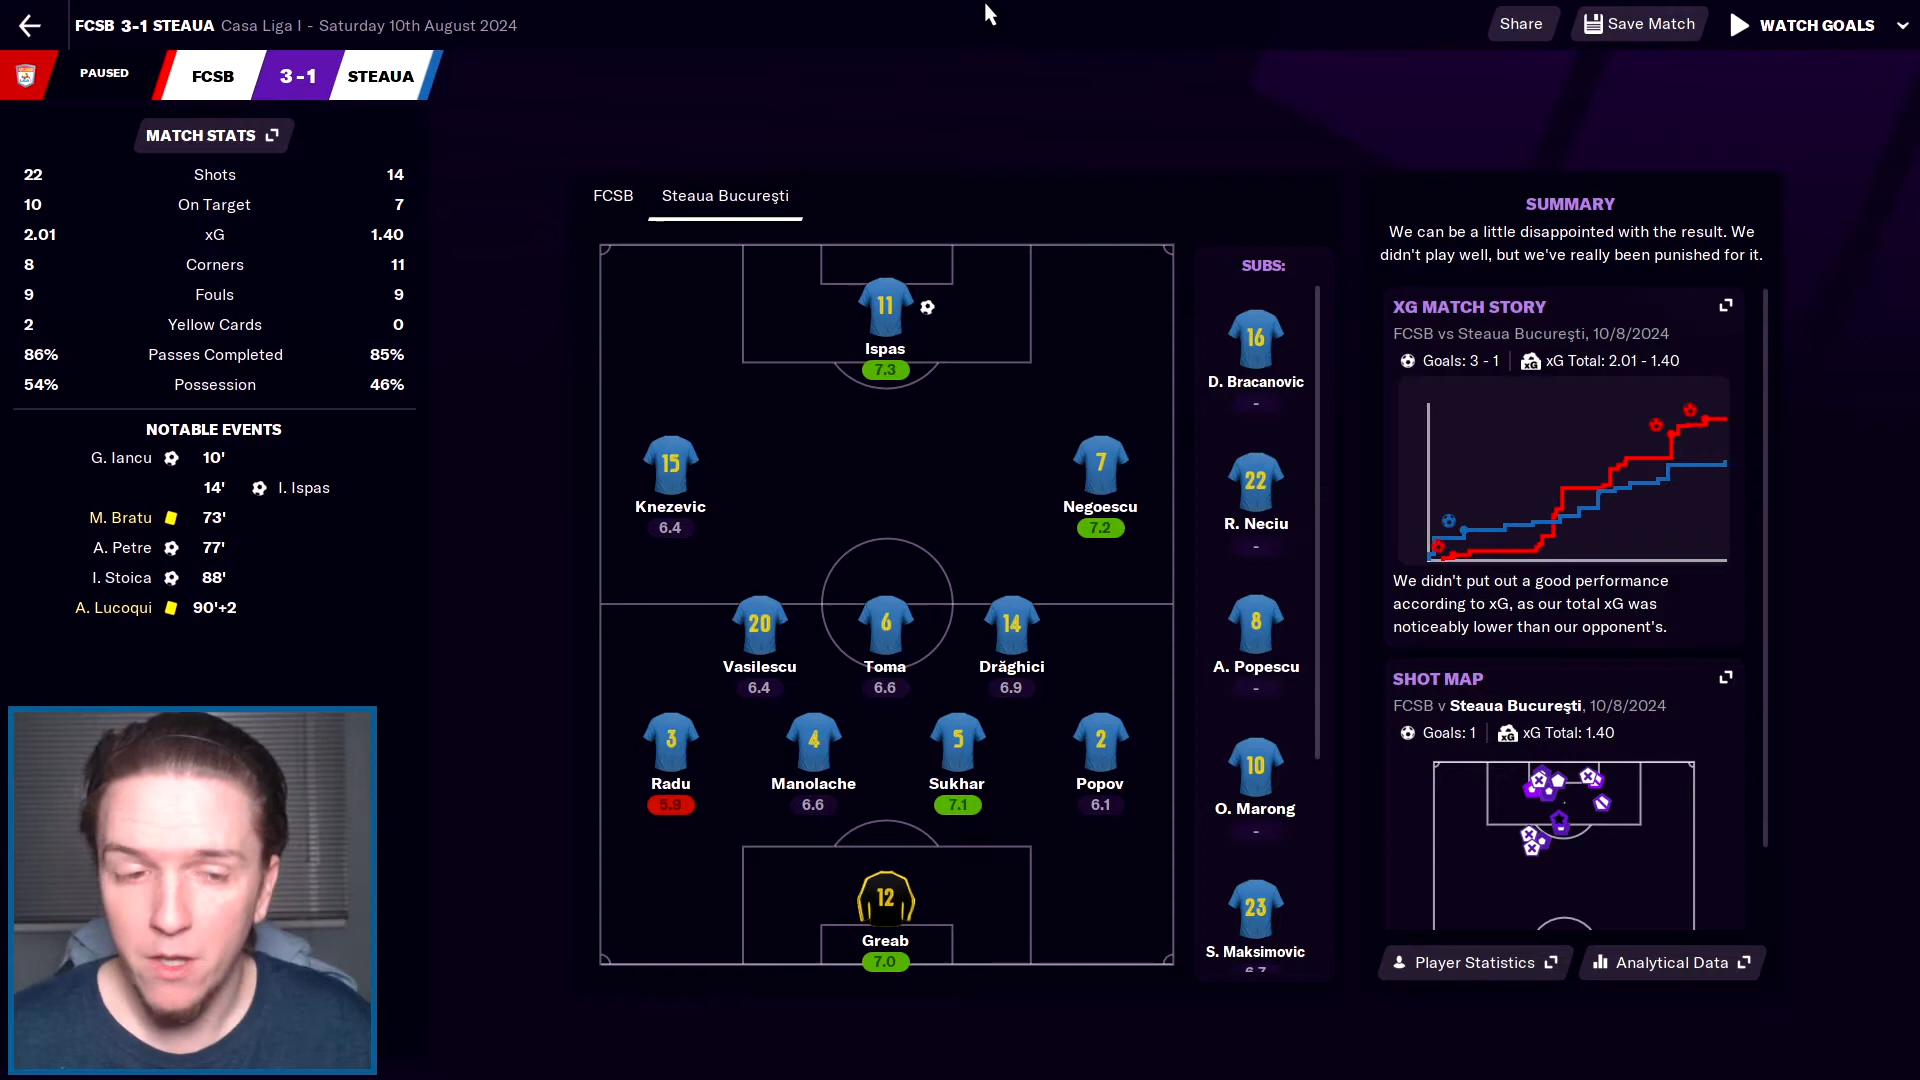 FCSB 3-1 STEAUA Casa Liga I - Saturday 10th August 2024
Share
Save Match
WATCH GOALS
PAUSED
FCSB 3 - 1 STEAUA
MATCH STATS
22 Shots 14
10 On Target 7
2.01 xG 1.40
8 Corners 11
9 Fouls 9
2 Yellow Cards 0
86% Passes Completed 85%
54% Possession 46%
NOTABLE EVENTS
G. Iancu 10'
14' I. Ispas
M. Bratu 73'
A. Petre 77'
I. Stoica 88'
A. Lucoqui 90'+2
FCSB Steaua Bucureşti
11
Ispas
7.3
15
Knezevic
6.4
7
Negoescu
7.2
20
Vasilescu
6.4
6
Toma
6.6
14
Drăghici
6.9
3
Radu
5.9
4
Manolache
6.6
5
Sukhar
7.1
2
Popov
6.1
12
Greab
7.0
SUBS:
16
D. Bracanovic
-
22
R. Neciu
-
8
A. Popescu
-
10
O. Marong
-
23
S. Maksimovic
6.7
SUMMARY
We can be a little disappointed with the result. We
didn't play well, but we've really been punished for it.
XG MATCH STORY
FCSB vs Steaua Bucureşti, 10/8/2024
Goals: 3 - 1 xG xG Total: 2.01 - 1.40
We didn't put out a good performance
according to xG, as our total xG was
noticeably lower than our opponent's.
SHOT MAP
FCSB v Steaua Bucureşti, 10/8/2024
Goals: 1 xG xG Total: 1.40
Player Statistics
Analytical Data